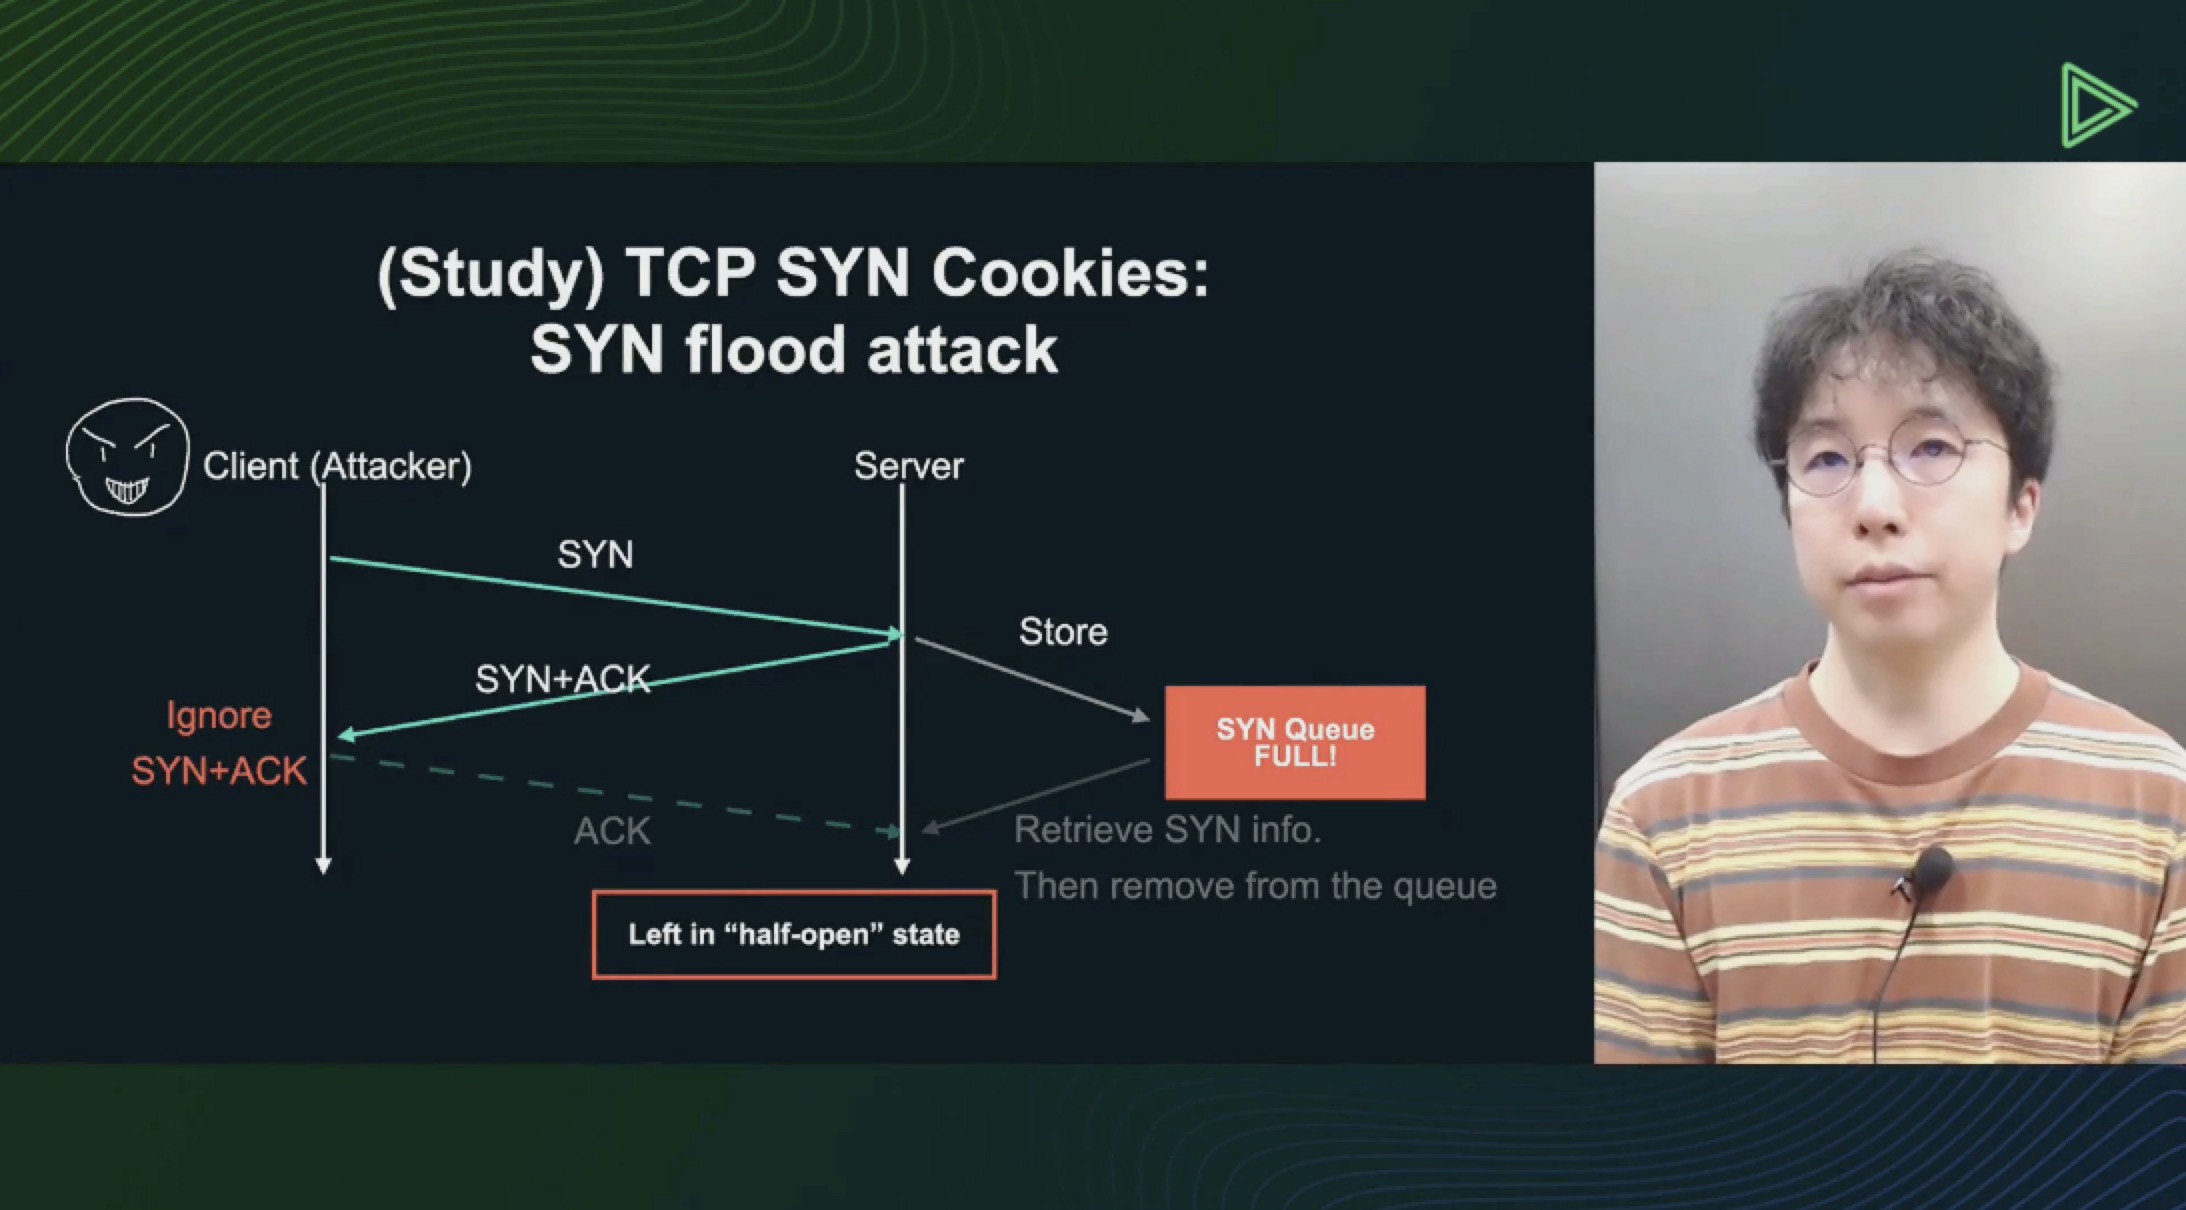 (Study) TCP SYN Cookies:
SYN flood attack
Client (Attacker)
Server
SYN
Store
SYN+ACK
Ignore
SYN+ACK
SYN Queue
FULL!
ACK
Retrieve SYN info.
Then remove from the queue
Left in “half-open” state